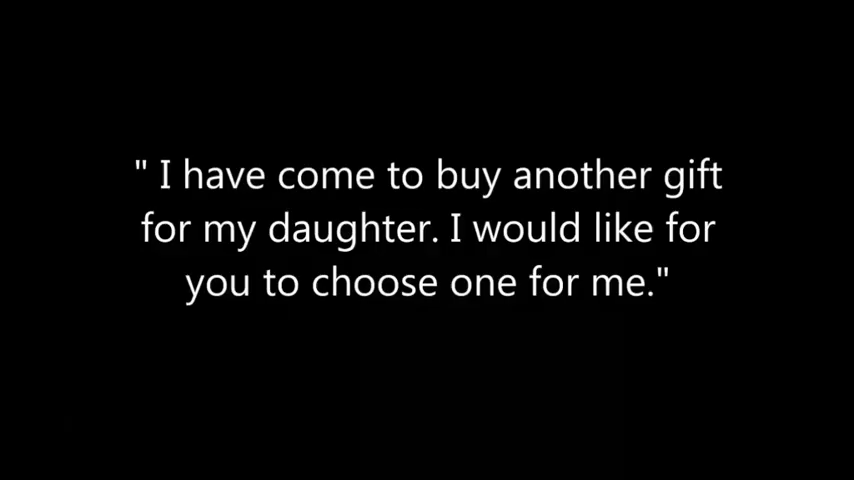 " I have come to buy another gift
for my daughter. I would like for
you to choose one for me."